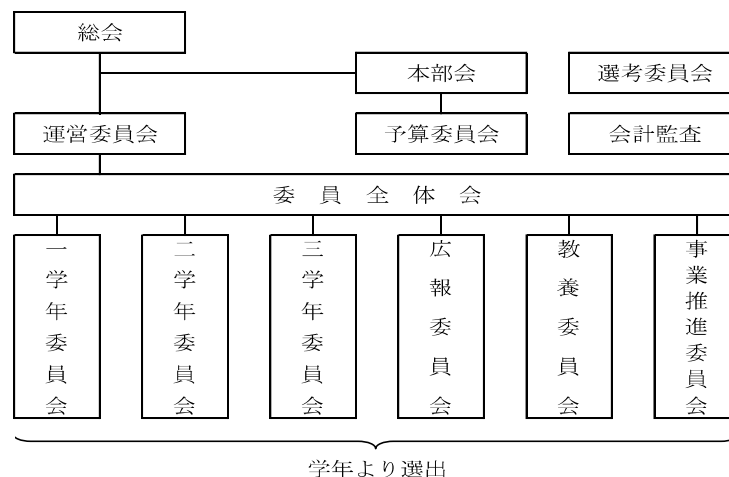 総会
本部会
選考委員会
運営委員会
予算委員会
会計監査
委員全体会
一学年委員会
二学年委員会
三学年委員会
広報委員会
教養委員会
事業推進委員会
学年より選出